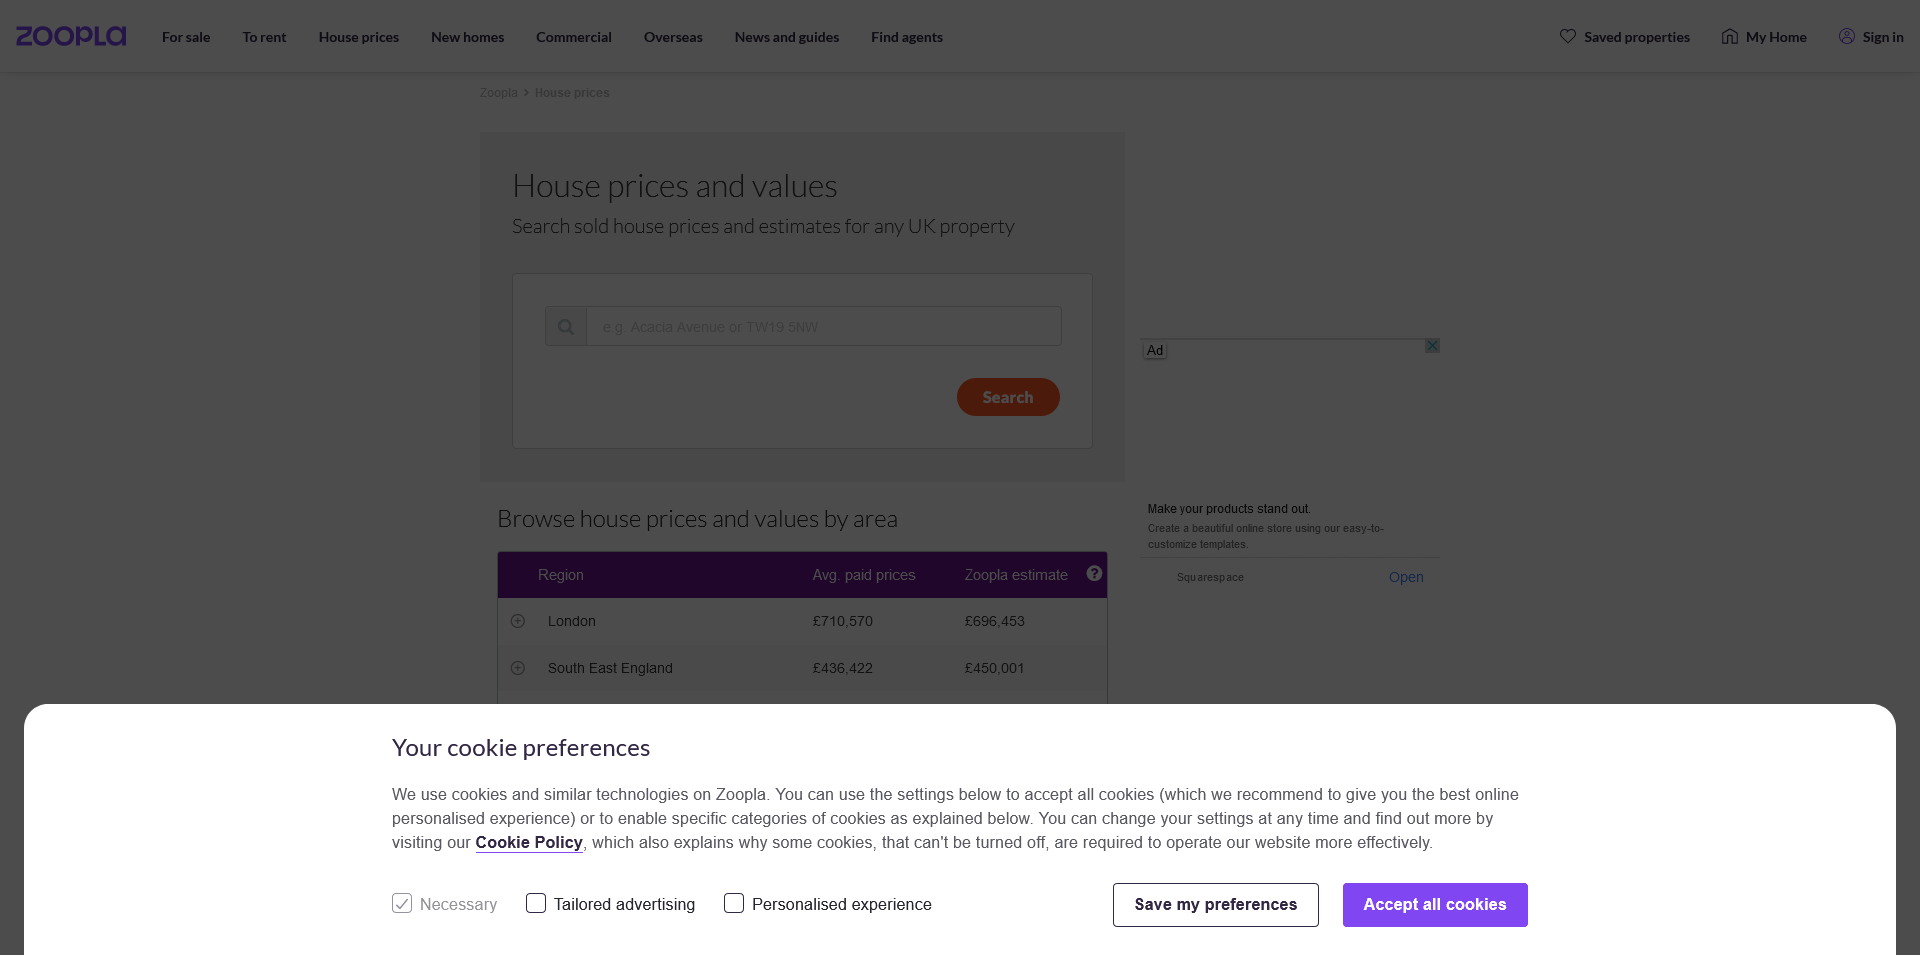 ZOOPLA For sale To rent House prices New homes Commercial Overseas News and guides Find agents Saved properties My Home Sign in
Zoopla > House prices
House prices and values
Search sold house prices and estimates for any UK property
e.g. Acacia Avenue or TW19 5NW
Ad
Search
Make your products stand out.
Create a beautiful online store using our easy-to-
customize templates.
Squarespace Open
Browse house prices and values by area
Region Avg. paid prices Zoopla estimate ?
London £710,570 £696,453
South East England £436,422 £450,001
Your cookie preferences
We use cookies and similar technologies on Zoopla. You can use the settings below to accept all cookies (which we recommend to give you the best online
personalised experience) or to enable specific categories of cookies as explained below. You can change your settings at any time and find out more by
visiting our Cookie Policy, which also explains why some cookies, that can't be turned off, are required to operate our website more effectively.
Necessary Tailored advertising Personalised experience Save my preferences Accept all cookies